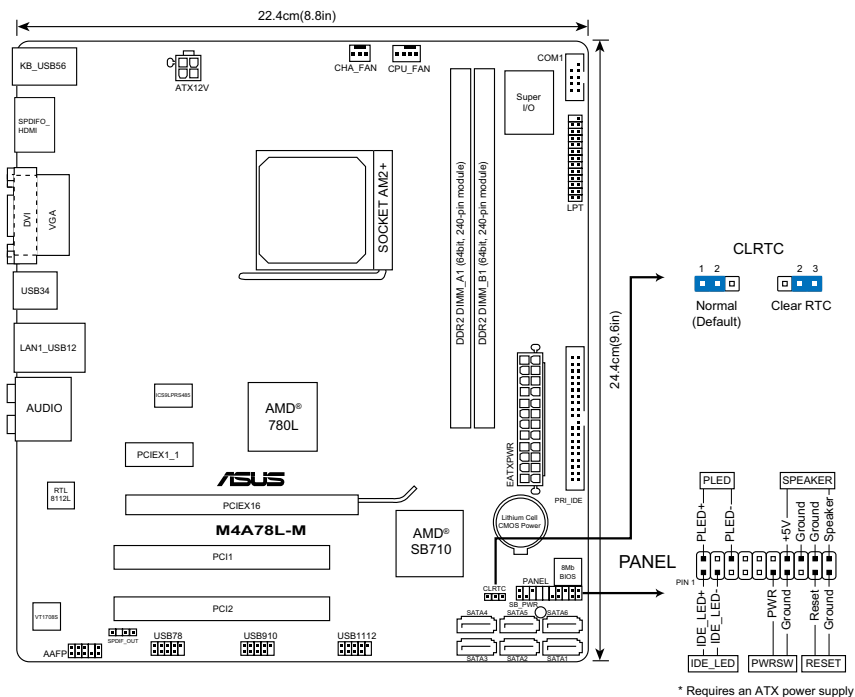 22.4cm(8.8in)
KB_USB56
ATX12V
CHA_FAN
CPU_FAN
COM1
SPDIFO_
HDMI
Super
I/O
DVI
VGA
SOCKET AM2+
DDR2 DIMM_A1 (64bit, 240-pin module)
DDR2 DIMM_B1 (64bit, 240-pin module)
LPT
24.4cm(9.6in)
CLRTC
1 2
2 3
Normal
(Default)
Clear RTC
USB34
LAN1_USB12
AUDIO
ICS9LPRS485
AMD®
780L
EATXPWR
PRI_IDE
PCIEX1_1
RTL
8112L
ASUS
PCIEX16
M4A78L-M
Lithium Cell
CMOS Power
AMD®
SB710
PCI1
8Mb
BIOS
CLRTC
PANEL
SB_PWR
PCI2
VT1708S
SPDIF_OUT
AAFP
USB78
USB910
USB1112
SATA4
SATA5
SATA6
SATA3
SATA2
SATA1
PLED
SPEAKER
PLED+
PLED-
+5V
Ground
Ground
Speaker
PANEL
PIN 1
IDE_LED+
IDE_LED-
PWR
Ground
Reset
Ground
IDE_LED
PWRSW
RESET
* Requires an ATX power supply